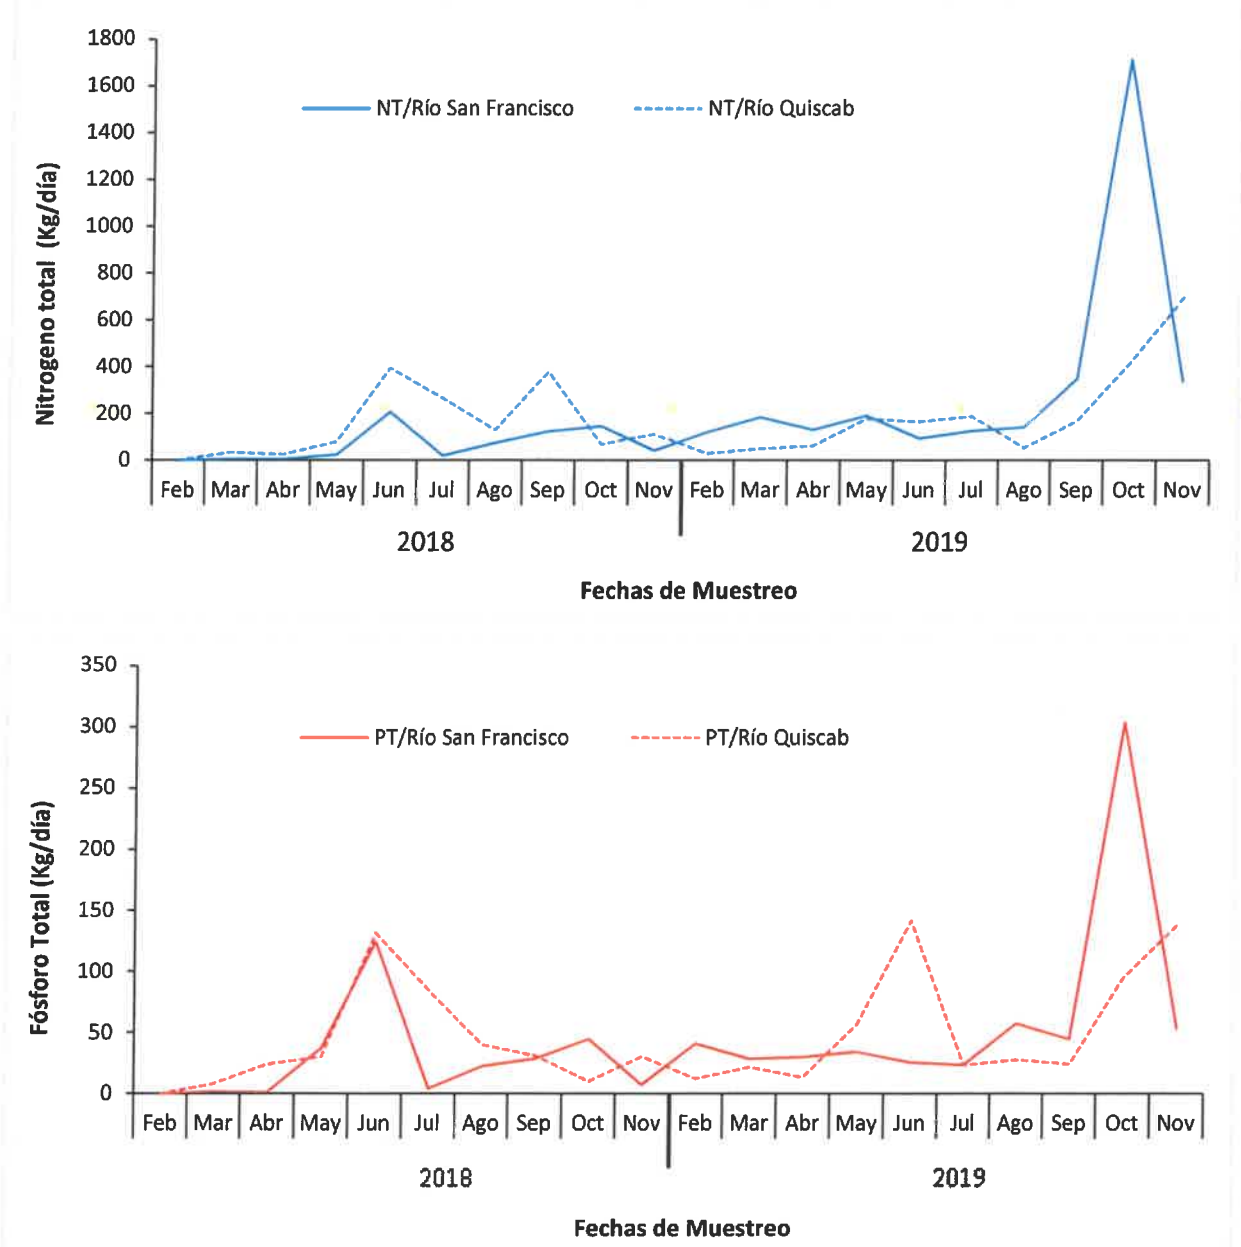 1800
1600
1400
1200
1000
800
600
400
200
0
Nitrogeno total (Kg/día)
NT/Río San Francisco
NT/Río Quiscab
Feb Mar Abr May Jun Jul Ago Sep Oct Nov Feb Mar Abr May Jun Jul Ago Sep Oct Nov
2018 2019
Fechas de Muestreo
350
300
250
200
150
100
50
0
Fósforo Total (Kg/día)
PT/Río San Francisco
PT/Río Quiscab
Feb Mar Abr May Jun Jul Ago Sep Oct Nov Feb Mar Abr May Jun Jul Ago Sep Oct Nov
2018 2019
Fechas de Muestreo